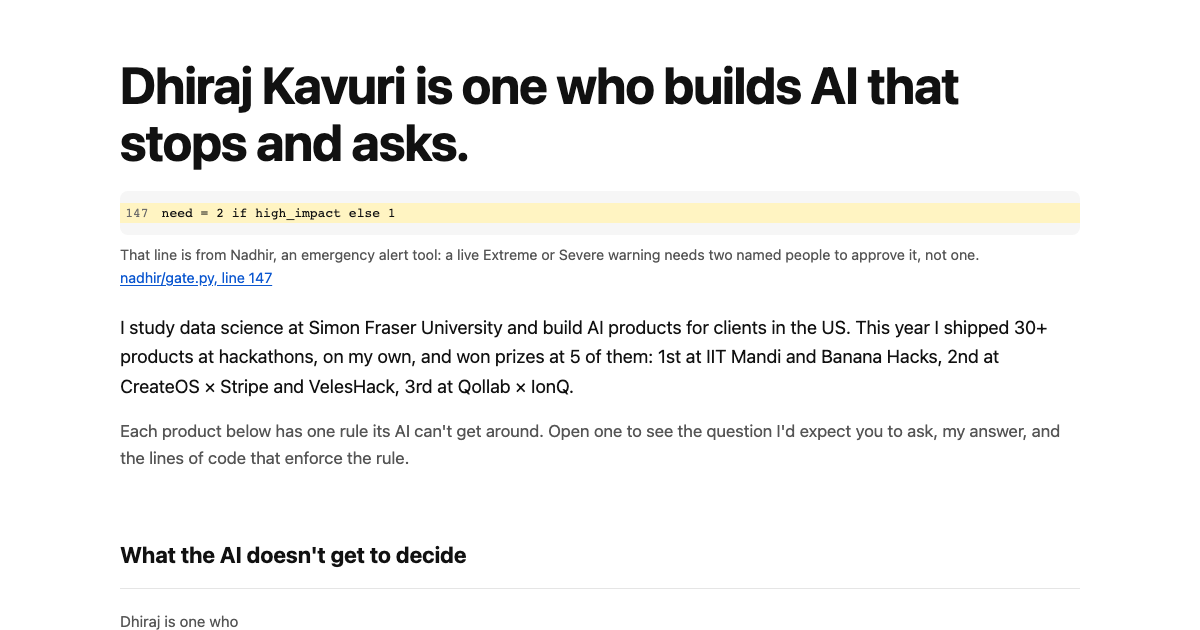 Dhiraj Kavuri is one who builds AI that
stops and asks.
147 need = 2 if high_impact else 1
That line is from Nadhir, an emergency alert tool: a live Extreme or Severe warning needs two named people to approve it, not one.
nadhir/gate.py, line 147
I study data science at Simon Fraser University and build AI products for clients in the US. This year I shipped 30+
products at hackathons, on my own, and won prizes at 5 of them: 1st at IIT Mandi and Banana Hacks, 2nd at
CreateOS × Stripe and VelesHack, 3rd at Qollab × IonQ.
Each product below has one rule its AI can't get around. Open one to see the question I'd expect you to ask, my answer, and
the lines of code that enforce the rule.
What the AI doesn't get to decide
Dhiraj is one who